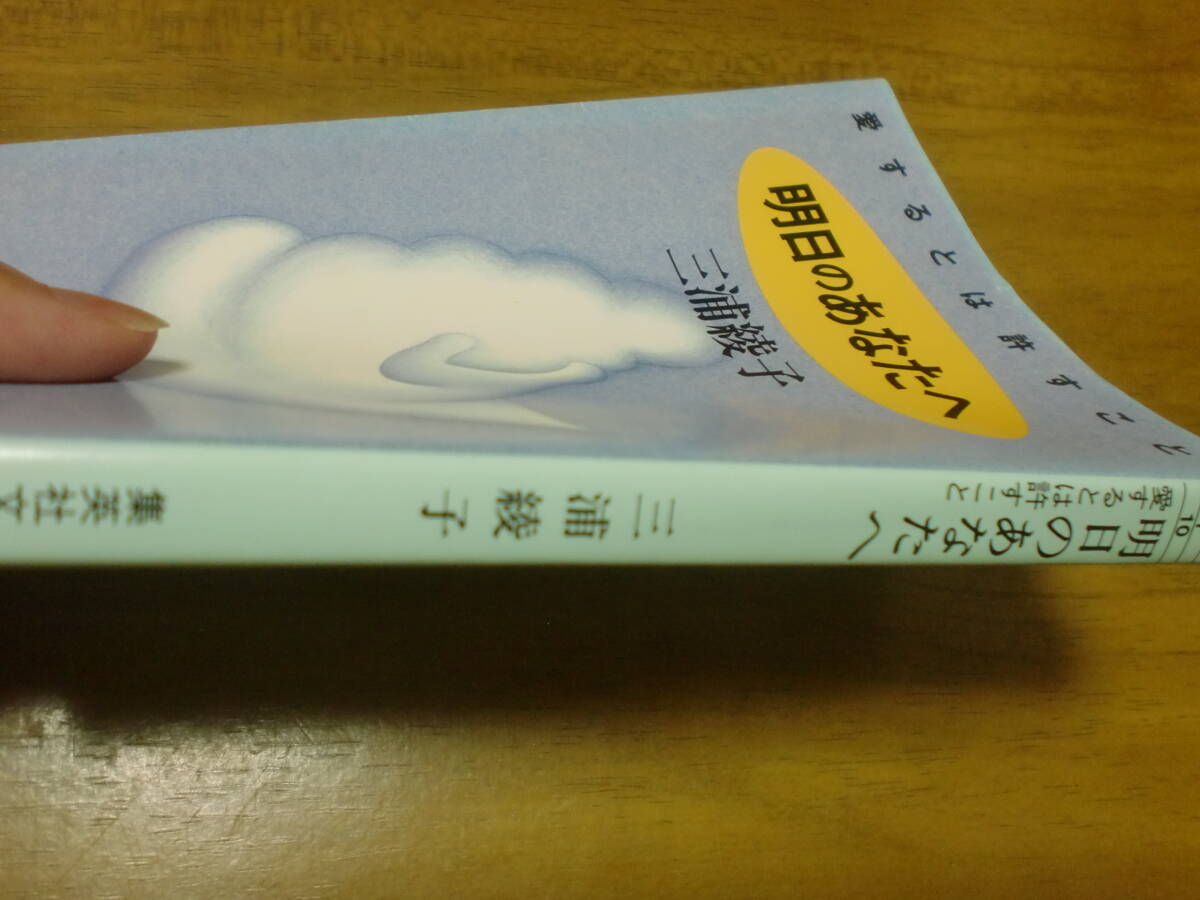 愛するとは許すこと
明日のあなたへ
三浦綾子
10
明日のあなたへ
愛するとは許すこと
三浦綾子
集英社文